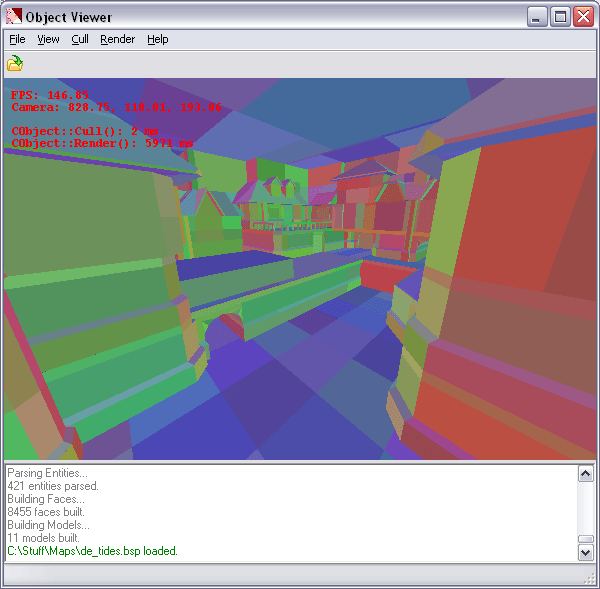 Object Viewer
File View Cull Render Help
FPS: 146.85
Camera: 828.75, 118.81, 193.86
CObject::Cull(): 2 ms
CObject::Render(): 5971 ms
Parsing Entities...
421 entities parsed.
Building Faces...
8455 faces built.
Building Models...
11 models built.
C:\Stuff\Maps\de_tides.bsp loaded.